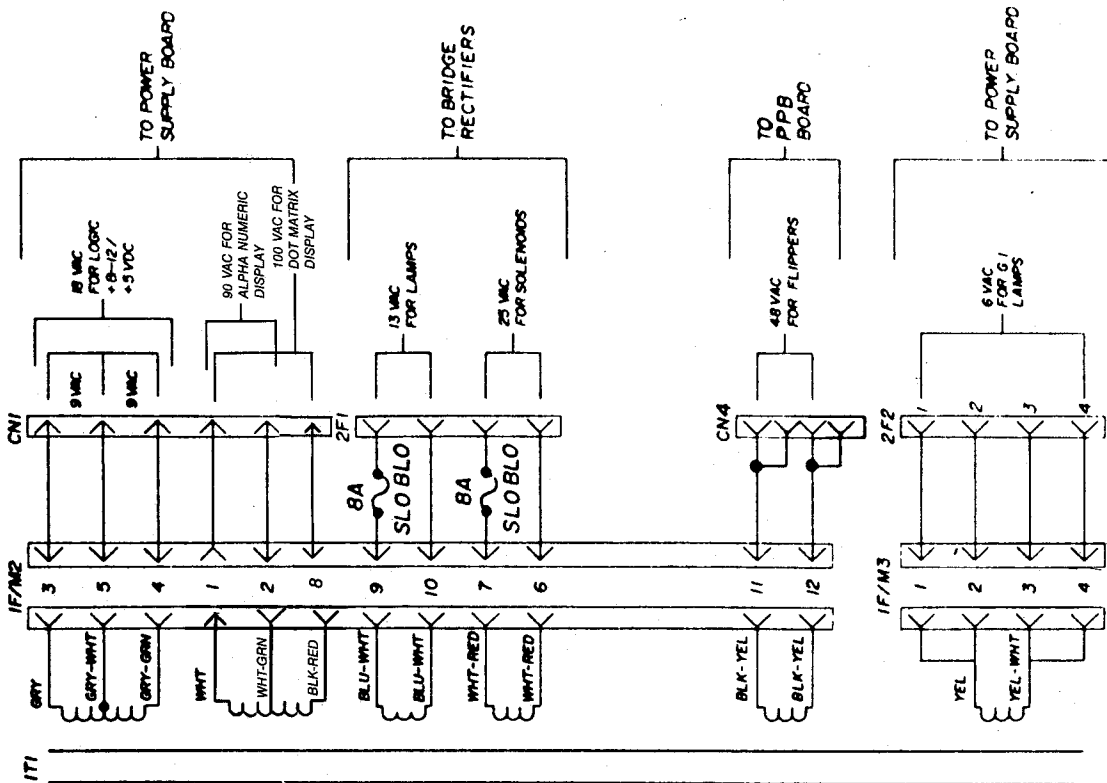 TO POWER
SUPPLY BOARD
TO BRIDGE
RECTIFIERS
TO
PPB
BOARD
TO POWER
SUPPLY BOARD
18 VAC
FOR LOGIC
+8-12/
+5 VDC
90 VAC FOR
ALPHA NUMERIC
DISPLAY
100 VAC FOR
DOT MATRIX
DISPLAY
13 VAC
FOR LAMPS
25 VAC
FOR SOLENOIDS
48 VAC
FOR FLIPPERS
6 VAC
FOR G I
LAMPS
9 VAC
9 VAC
CN1
2F1
CN4
2F2
1
2
3
4
8A
SLO BLO
8A
SLO BLO
1F/M2
3
5
4
1
2
8
9
10
7
6
11
12
1F/M3
1
2
3
4
GRY
GRY-WHT
GRY-GRN
WHT
WHT-GRN
BLK-RED
BLU-WHT
BLU-WHT
WHT-RED
WHT-RED
BLK-YEL
BLK-YEL
YEL
YEL-WHT
1T1